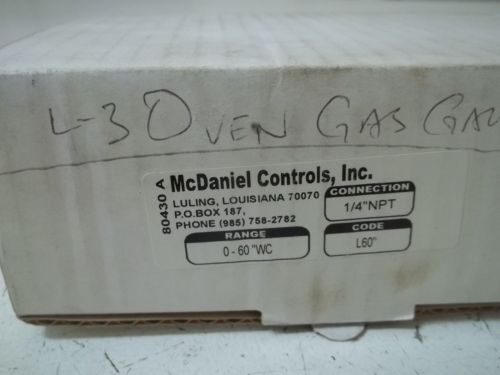 L-3 OVEN GAS
80430 A
McDaniel Controls, Inc.
LULING, LOUISIANA 70070
P.O.BOX 187,
PHONE (985) 758-2782
CONNECTION
1/4"NPT
RANGE
0 - 60 "WC
CODE
L60"